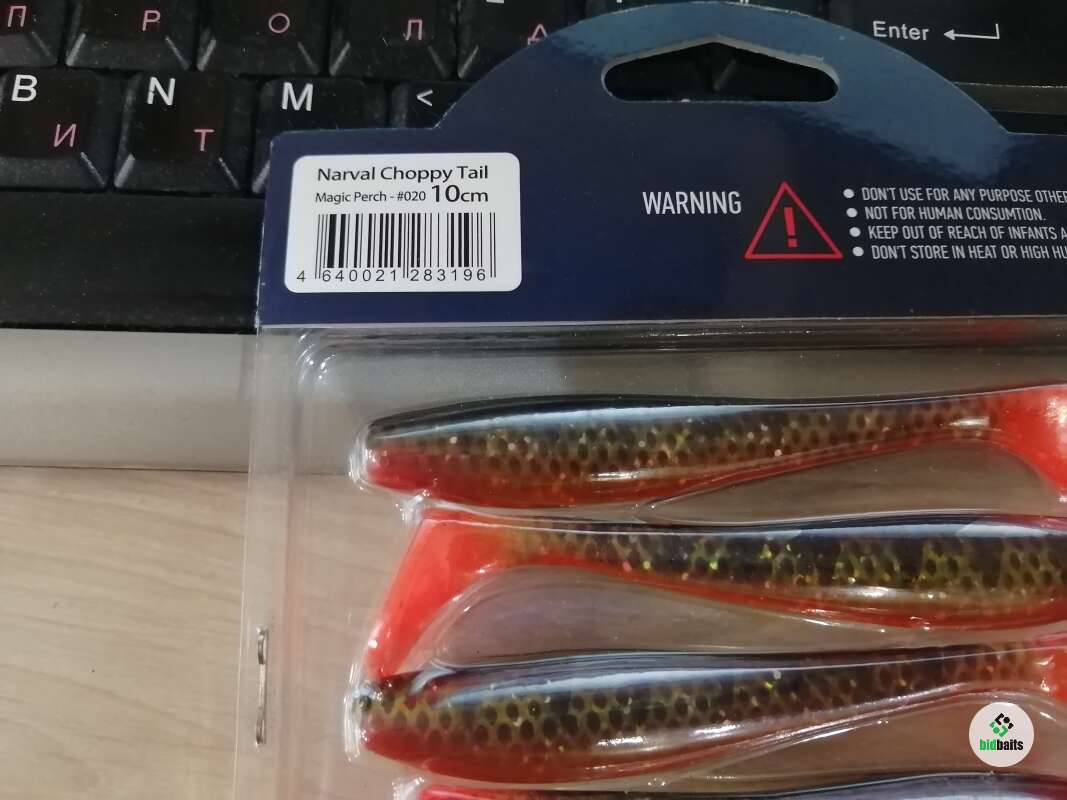 П
Р
О
Л
Д
Enter
B
И
N
Т
M
<
Narval Choppy Tail
Magic Perch - #020 10cm
4 640021 283196
WARNING
DON'T USE FOR ANY PURPOSE OTHER
NOT FOR HUMAN CONSUMTION.
KEEP OUT OF REACH OF INFANTS A
DON'T STORE IN HEAT OR HIGH HU
bidbaits